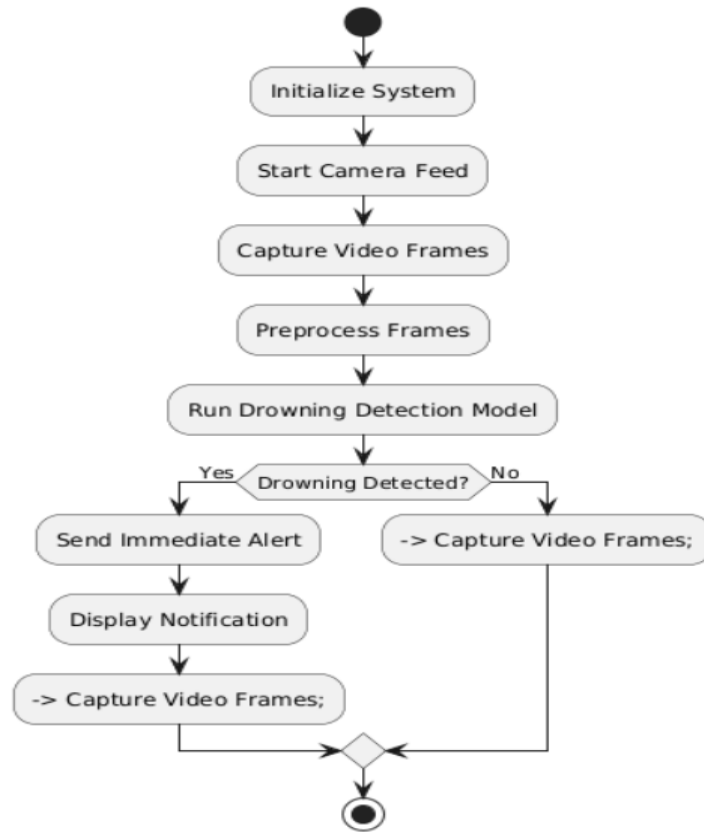 Initialize System
Start Camera Feed
Capture Video Frames
Preprocess Frames
Run Drowning Detection Model
Drowning Detected?
Yes
No
Send Immediate Alert
-> Capture Video Frames;
Display Notification
-> Capture Video Frames;